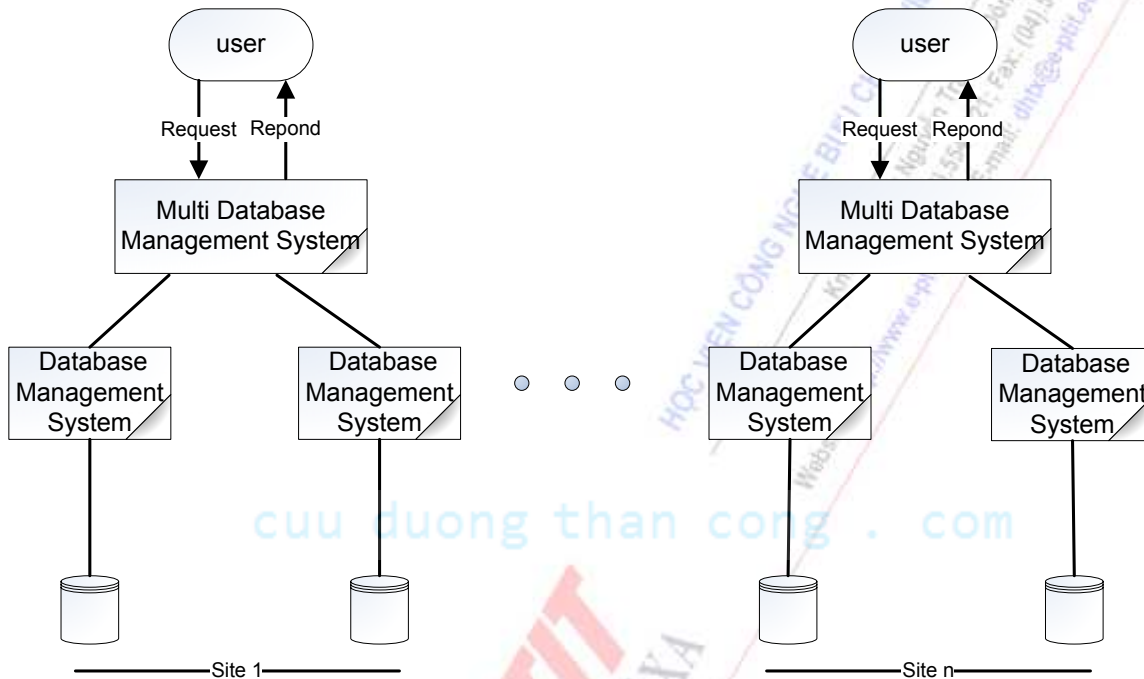 user
user
Request
Repond
Request
Repond
Multi Database
Management System
Multi Database
Management System
Database
Management
System
Database
Management
System
Database
Management
System
Database
Management
System
cuu duong than cong . com
Site 1
Site n